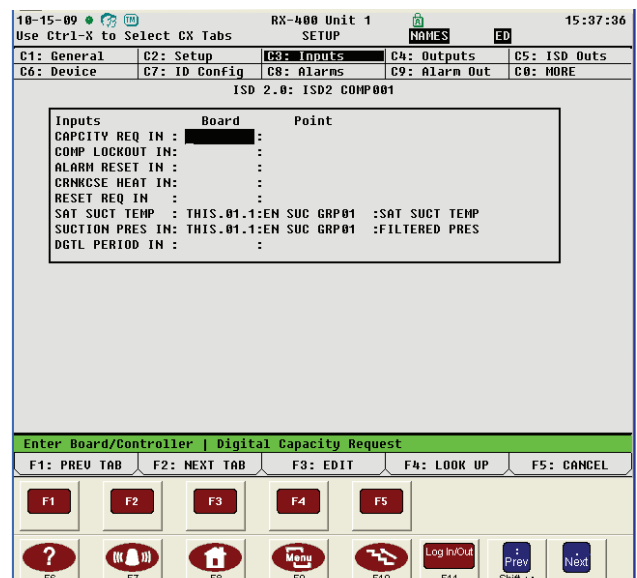 10-15-09 RX-400 Unit 1 15:37:36
Use Ctrl-X to Select CX Tabs SETUP NAMES ED
C1: General C2: Setup C3: Inputs C4: Outputs C5: ISD Outs
C6: Device C7: ID Config C8: Alarms C9: Alarm Out C0: MORE
ISD 2.0: ISD2 COMP001
Inputs Board Point
CAPCITY REQ IN : :
COMP LOCKOUT IN: :
ALARM RESET IN : :
CRNKCSE HEAT IN: :
RESET REQ IN : :
SAT SUCT TEMP : THIS.01.1:EN SUC GRP01 :SAT SUCT TEMP
SUCTION PRES IN: THIS.01.1:EN SUC GRP01 :FILTERED PRES
DGTL PERIOD IN : :
Enter Board/Controller | Digital Capacity Request
F1: PREV TAB F2: NEXT TAB F3: EDIT F4: LOOK UP F5: CANCEL
F1 F2 F3 F4 F5
? Menu Log In/Out : Prev . Next
F6 F7 F8 F9 F10 F11